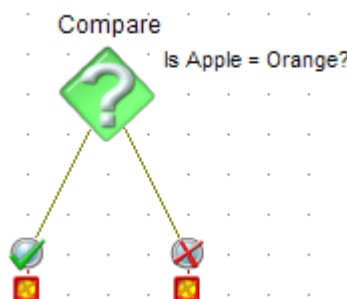 Compare
Is Apple = Orange?